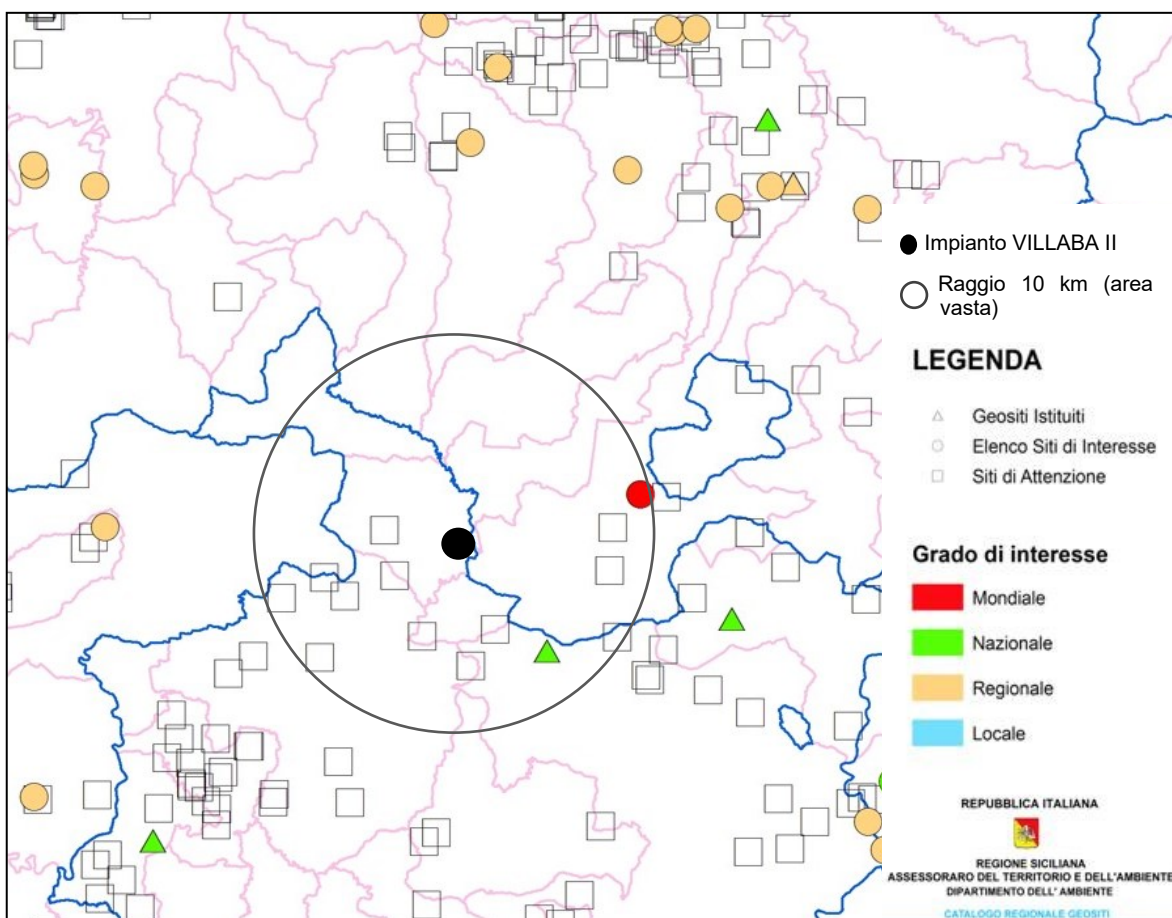 Impianto VILLABA II
Raggio 10 km (area
vasta)
LEGENDA
Geositi Istituiti
Elenco Siti di Interesse
Siti di Attenzione
Grado di interesse
Mondiale
Nazionale
Regionale
Locale
REPUBBLICA ITALIANA
REGIONE SICILIANA
ASSESSORARO DEL TERRITORIO E DELL'AMBIENTE
DIPARTIMENTO DELL' AMBIENTE
CATALOGO REGIONALE GEOSITI